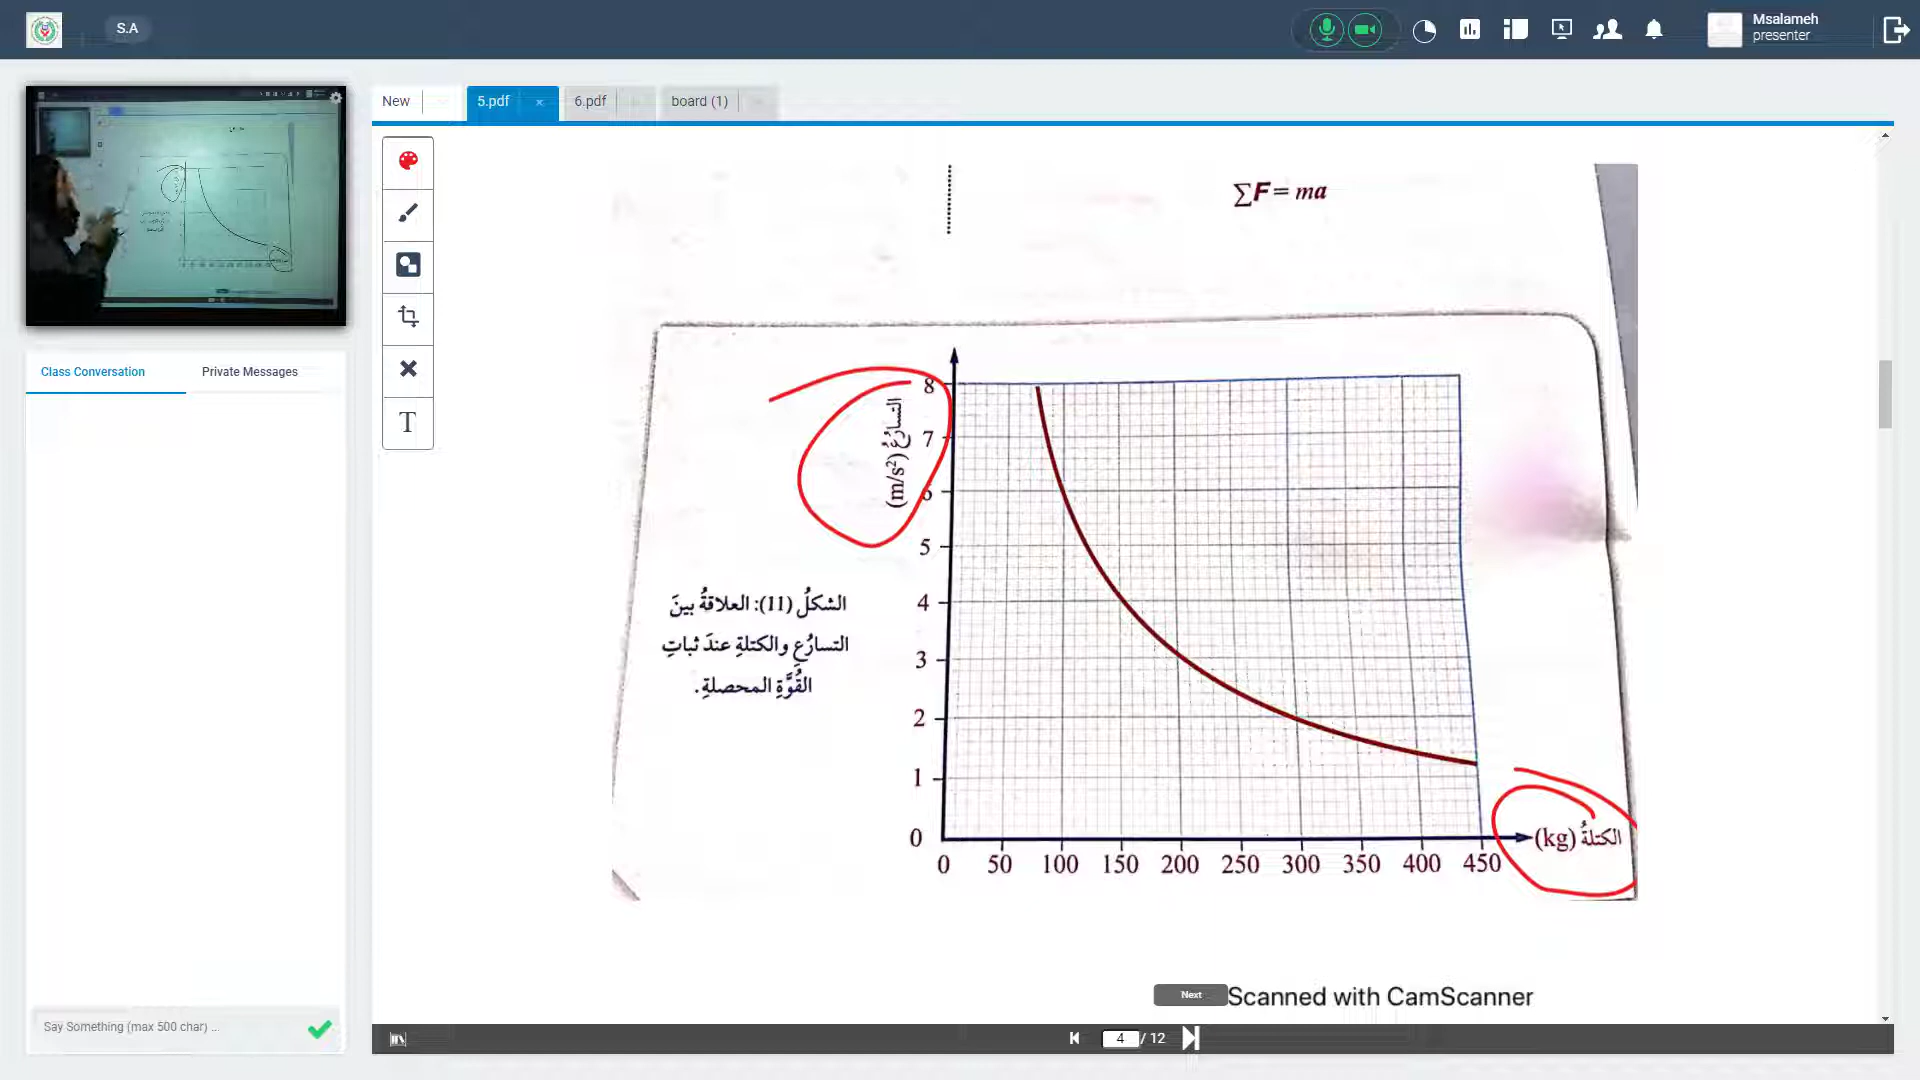 S.A
Msalameh
presenter
New
5.pdf
6.pdf
board (1)
Class Conversation
Private Messages
T
∑F = ma
8
التسارُعُ (m/s²)
7
6
5
4
3
2
1
0
الشكلُ (11): العلاقةُ بينَ
التسارُعِ والكتلةِ عندَ ثباتِ
القُوَّةِ المحصلةِ.
0 50 100 150 200 250 300 350 400 450
الكتلةُ (kg)
Next
Scanned with CamScanner
Say Something (max 500 char) ...
4 / 12